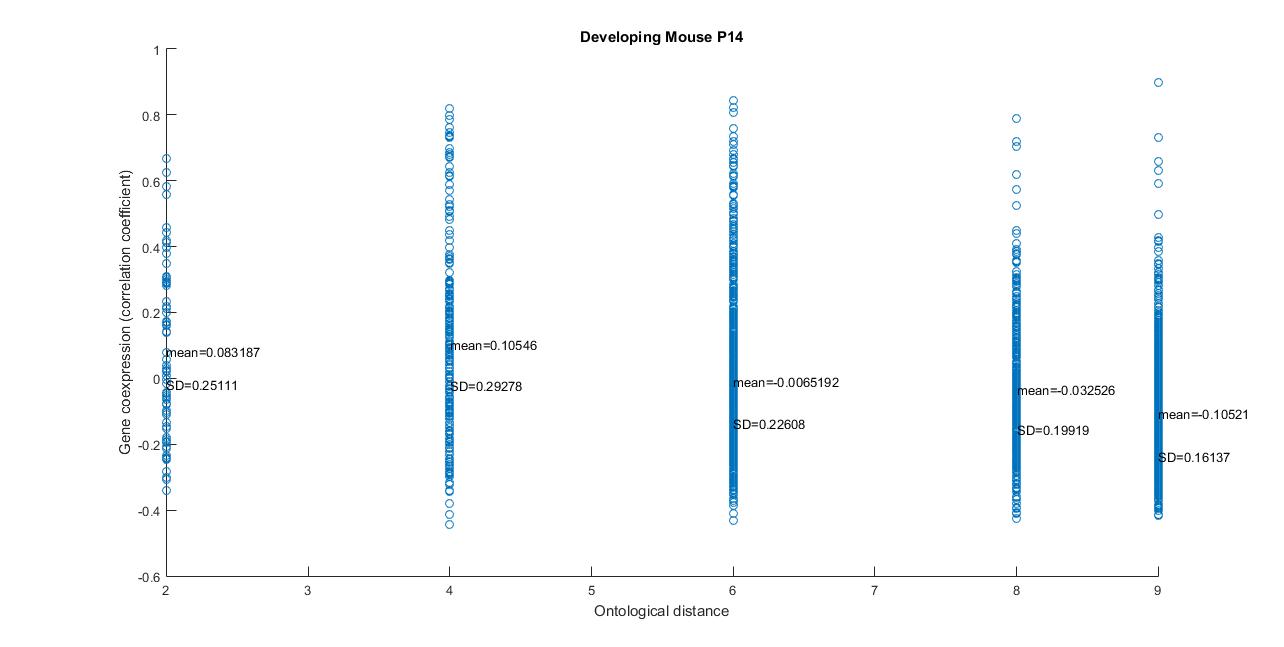 Developing Mouse P14
Gene coexpression (correlation coefficient)
1
0.8
0.6
0.4
0.2
0
-0.2
-0.4
-0.6
mean=0.083187
SD=0.25111
mean=0.10546
SD=0.29278
mean=-0.0065192
SD=0.22608
mean=-0.032526
SD=0.19919
mean=-0.10521
SD=0.16137
2 3 4 5 6 7 8 9
Ontological distance